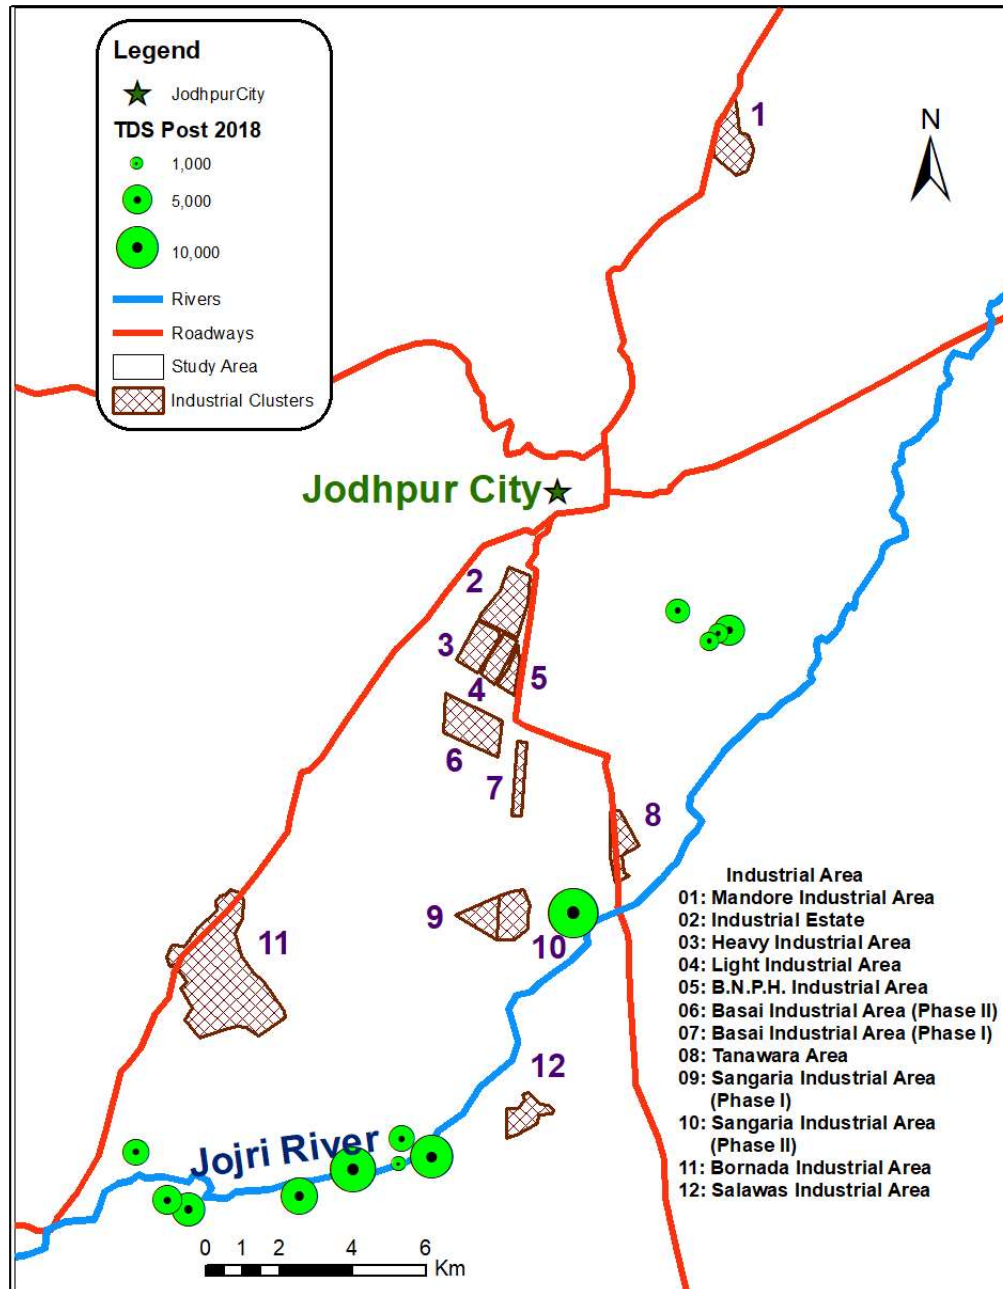 Legend
Jodhpur City
TDS Post 2018
1,000
5,000
10,000
Rivers
Roadways
Study Area
Industrial Clusters
1
N
Jodhpur City
2
3
4
5
6
7
8
9
10
11
12
Jojri River
Industrial Area
01: Mandore Industrial Area
02: Industrial Estate
03: Heavy Industrial Area
04: Light Industrial Area
05: B.N.P.H. Industrial Area
06: Basai Industrial Area (Phase II)
07: Basai Industrial Area (Phase I)
08: Tanawara Area
09: Sangaria Industrial Area
(Phase I)
10: Sangaria Industrial Area
(Phase II)
11: Bornada Industrial Area
12: Salawas Industrial Area
0 1 2 4 6
Km